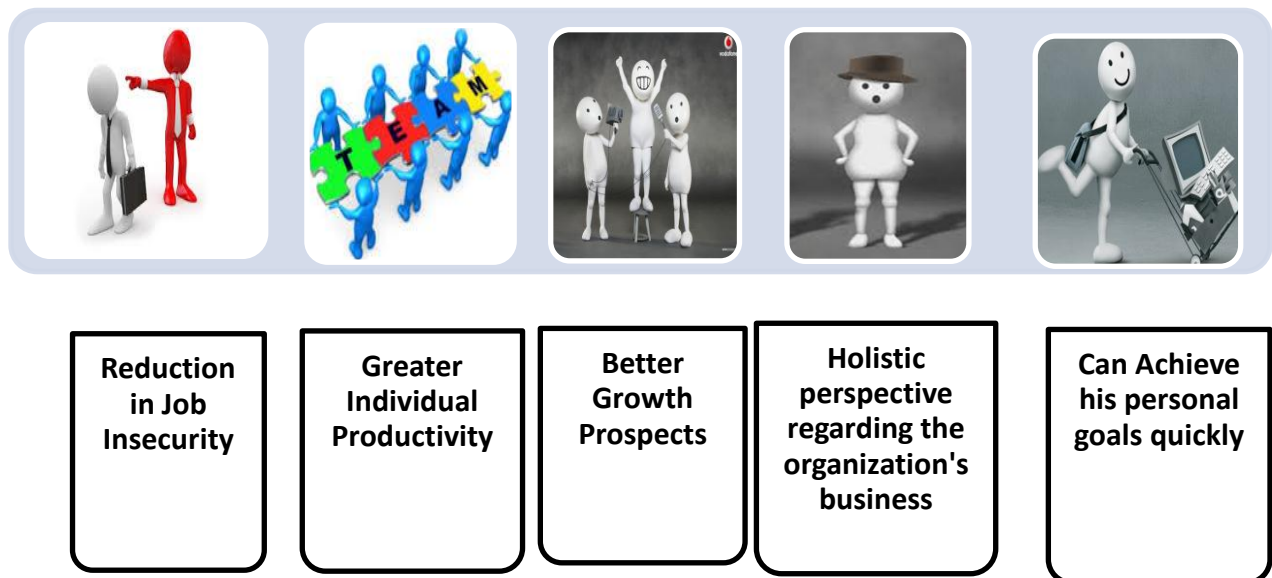 T E A M
vodafone
Reduction
in Job
Insecurity
Greater
Individual
Productivity
Better
Growth
Prospects
Holistic
perspective
regarding the
organization's
business
Can Achieve
his personal
goals quickly